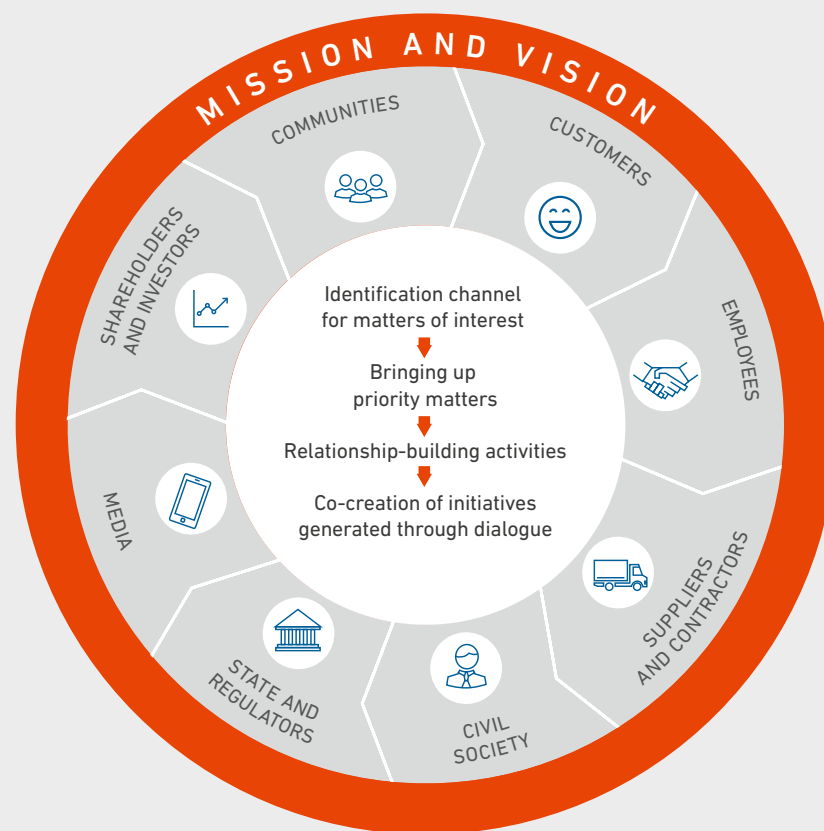 MISSION AND VISION
COMMUNITIES
CUSTOMERS
EMPLOYEES
SUPPLIERS
AND CONTRACTORS
CIVIL
SOCIETY
STATE AND
REGULATORS
MEDIA
SHAREHOLDERS
AND INVESTORS
Identification channel
for matters of interest
Bringing up
priority matters
Relationship-building activities
Co-creation of initiatives
generated through dialogue